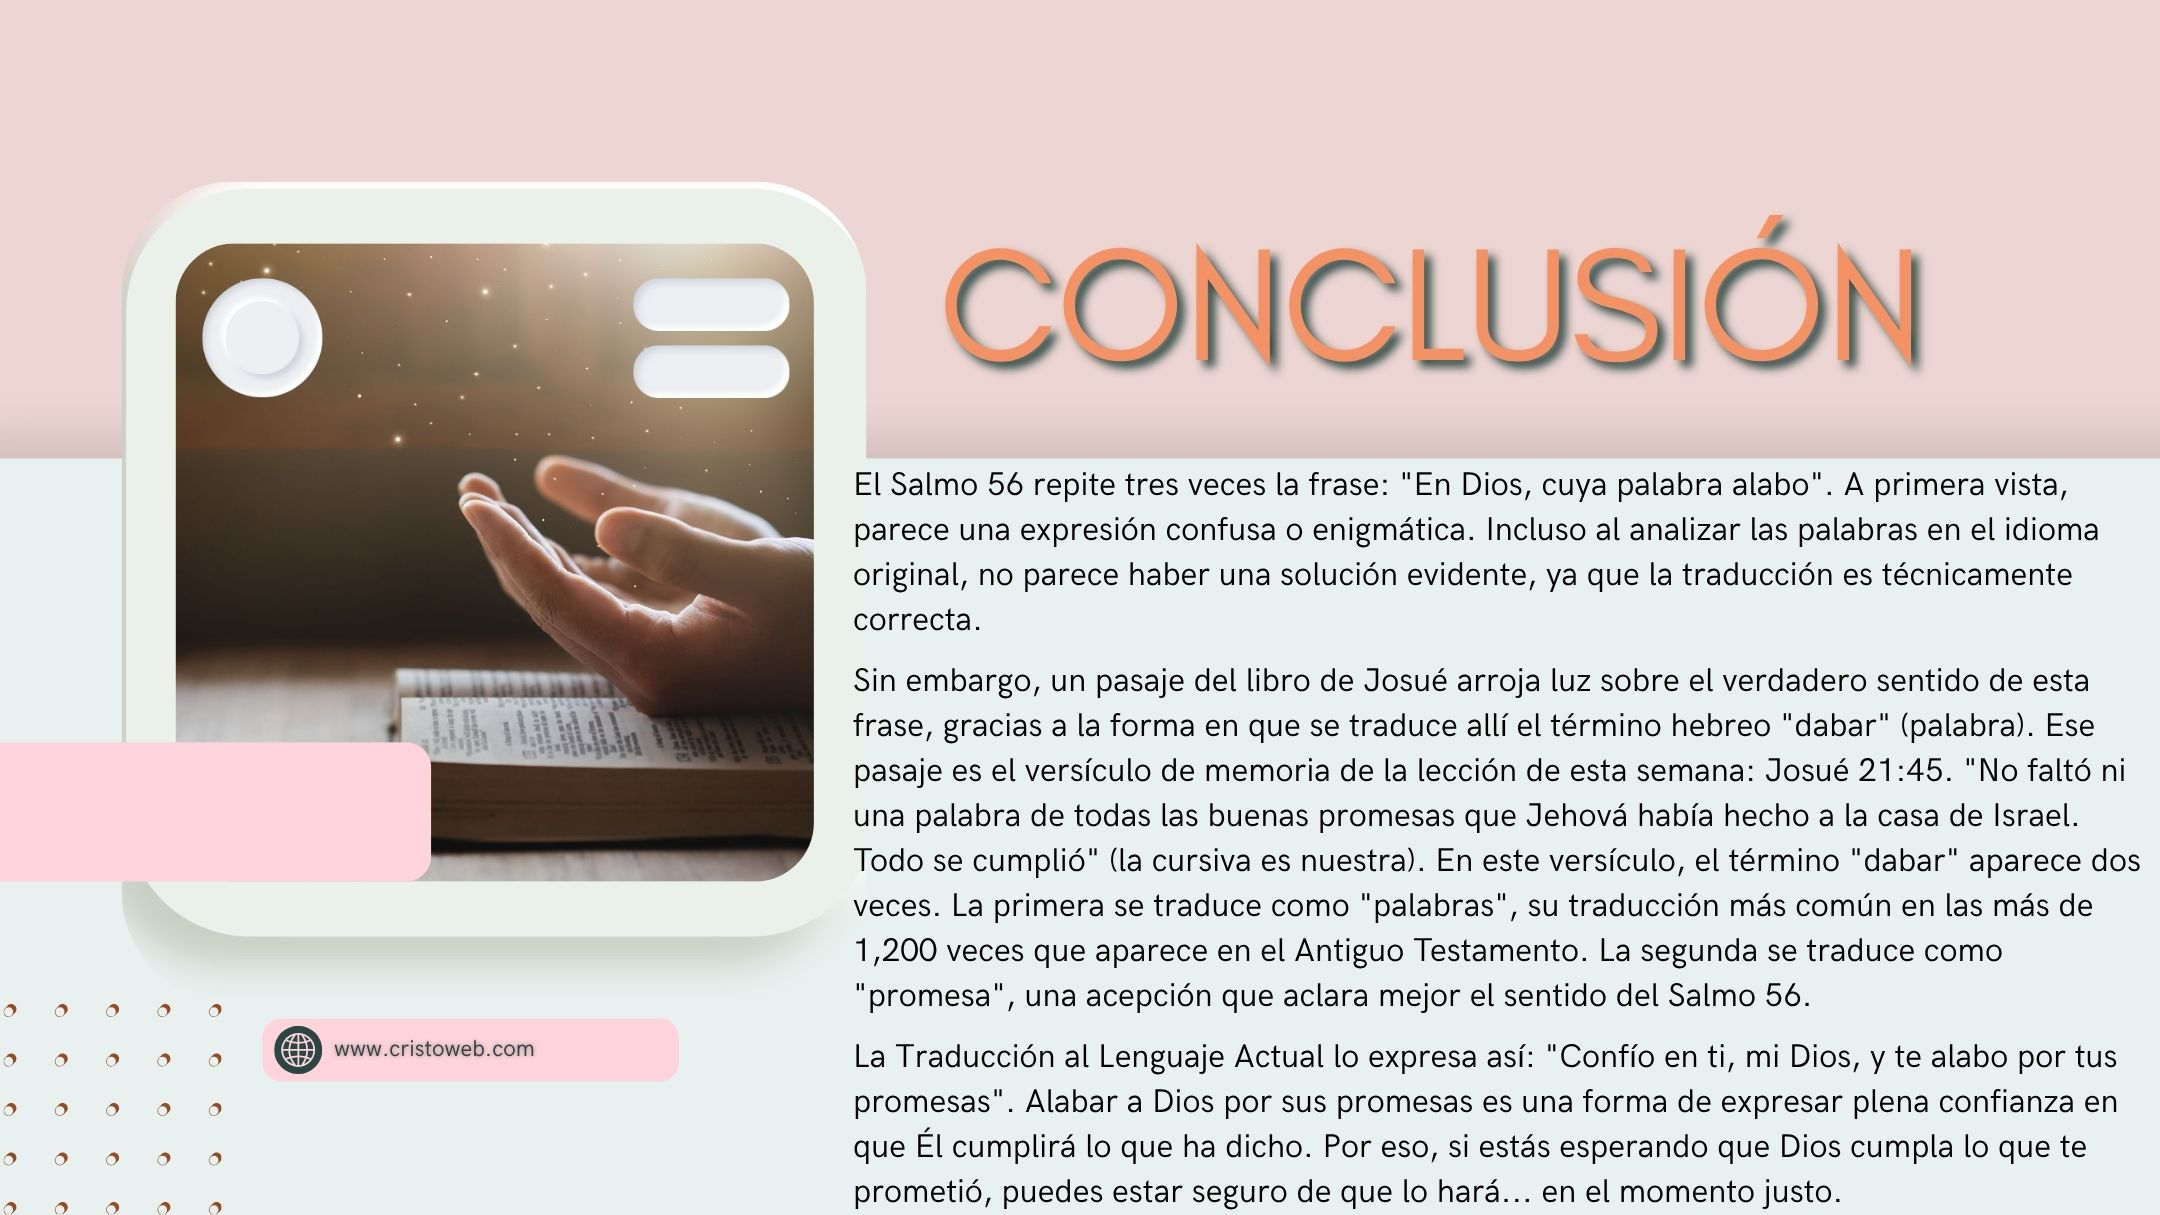 CONCLUSIÓN
El Salmo 56 repite tres veces la frase: "En Dios, cuya palabra alabo". A primera vista,
parece una expresión confusa o enigmática. Incluso al analizar las palabras en el idioma
original, no parece haber una solución evidente, ya que la traducción es técnicamente
correcta.
Sin embargo, un pasaje del libro de Josué arroja luz sobre el verdadero sentido de esta
frase, gracias a la forma en que se traduce allí el término hebreo "dabar" (palabra). Ese
pasaje es el versículo de memoria de la lección de esta semana: Josué 21:45. "No faltó ni
una palabra de todas las buenas promesas que Jehová había hecho a la casa de Israel.
Todo se cumplió" (la cursiva es nuestra). En este versículo, el término "dabar" aparece dos
veces. La primera se traduce como "palabras", su traducción más común en las más de
1,200 veces que aparece en el Antiguo Testamento. La segunda se traduce como
"promesa", una acepción que aclara mejor el sentido del Salmo 56.
La Traducción al Lenguaje Actual lo expresa así: "Confío en ti, mi Dios, y te alabo por tus
promesas". Alabar a Dios por sus promesas es una forma de expresar plena confianza en
que Él cumplirá lo que ha dicho. Por eso, si estás esperando que Dios cumpla lo que te
prometió, puedes estar seguro de que lo hará... en el momento justo.
www.cristoweb.com